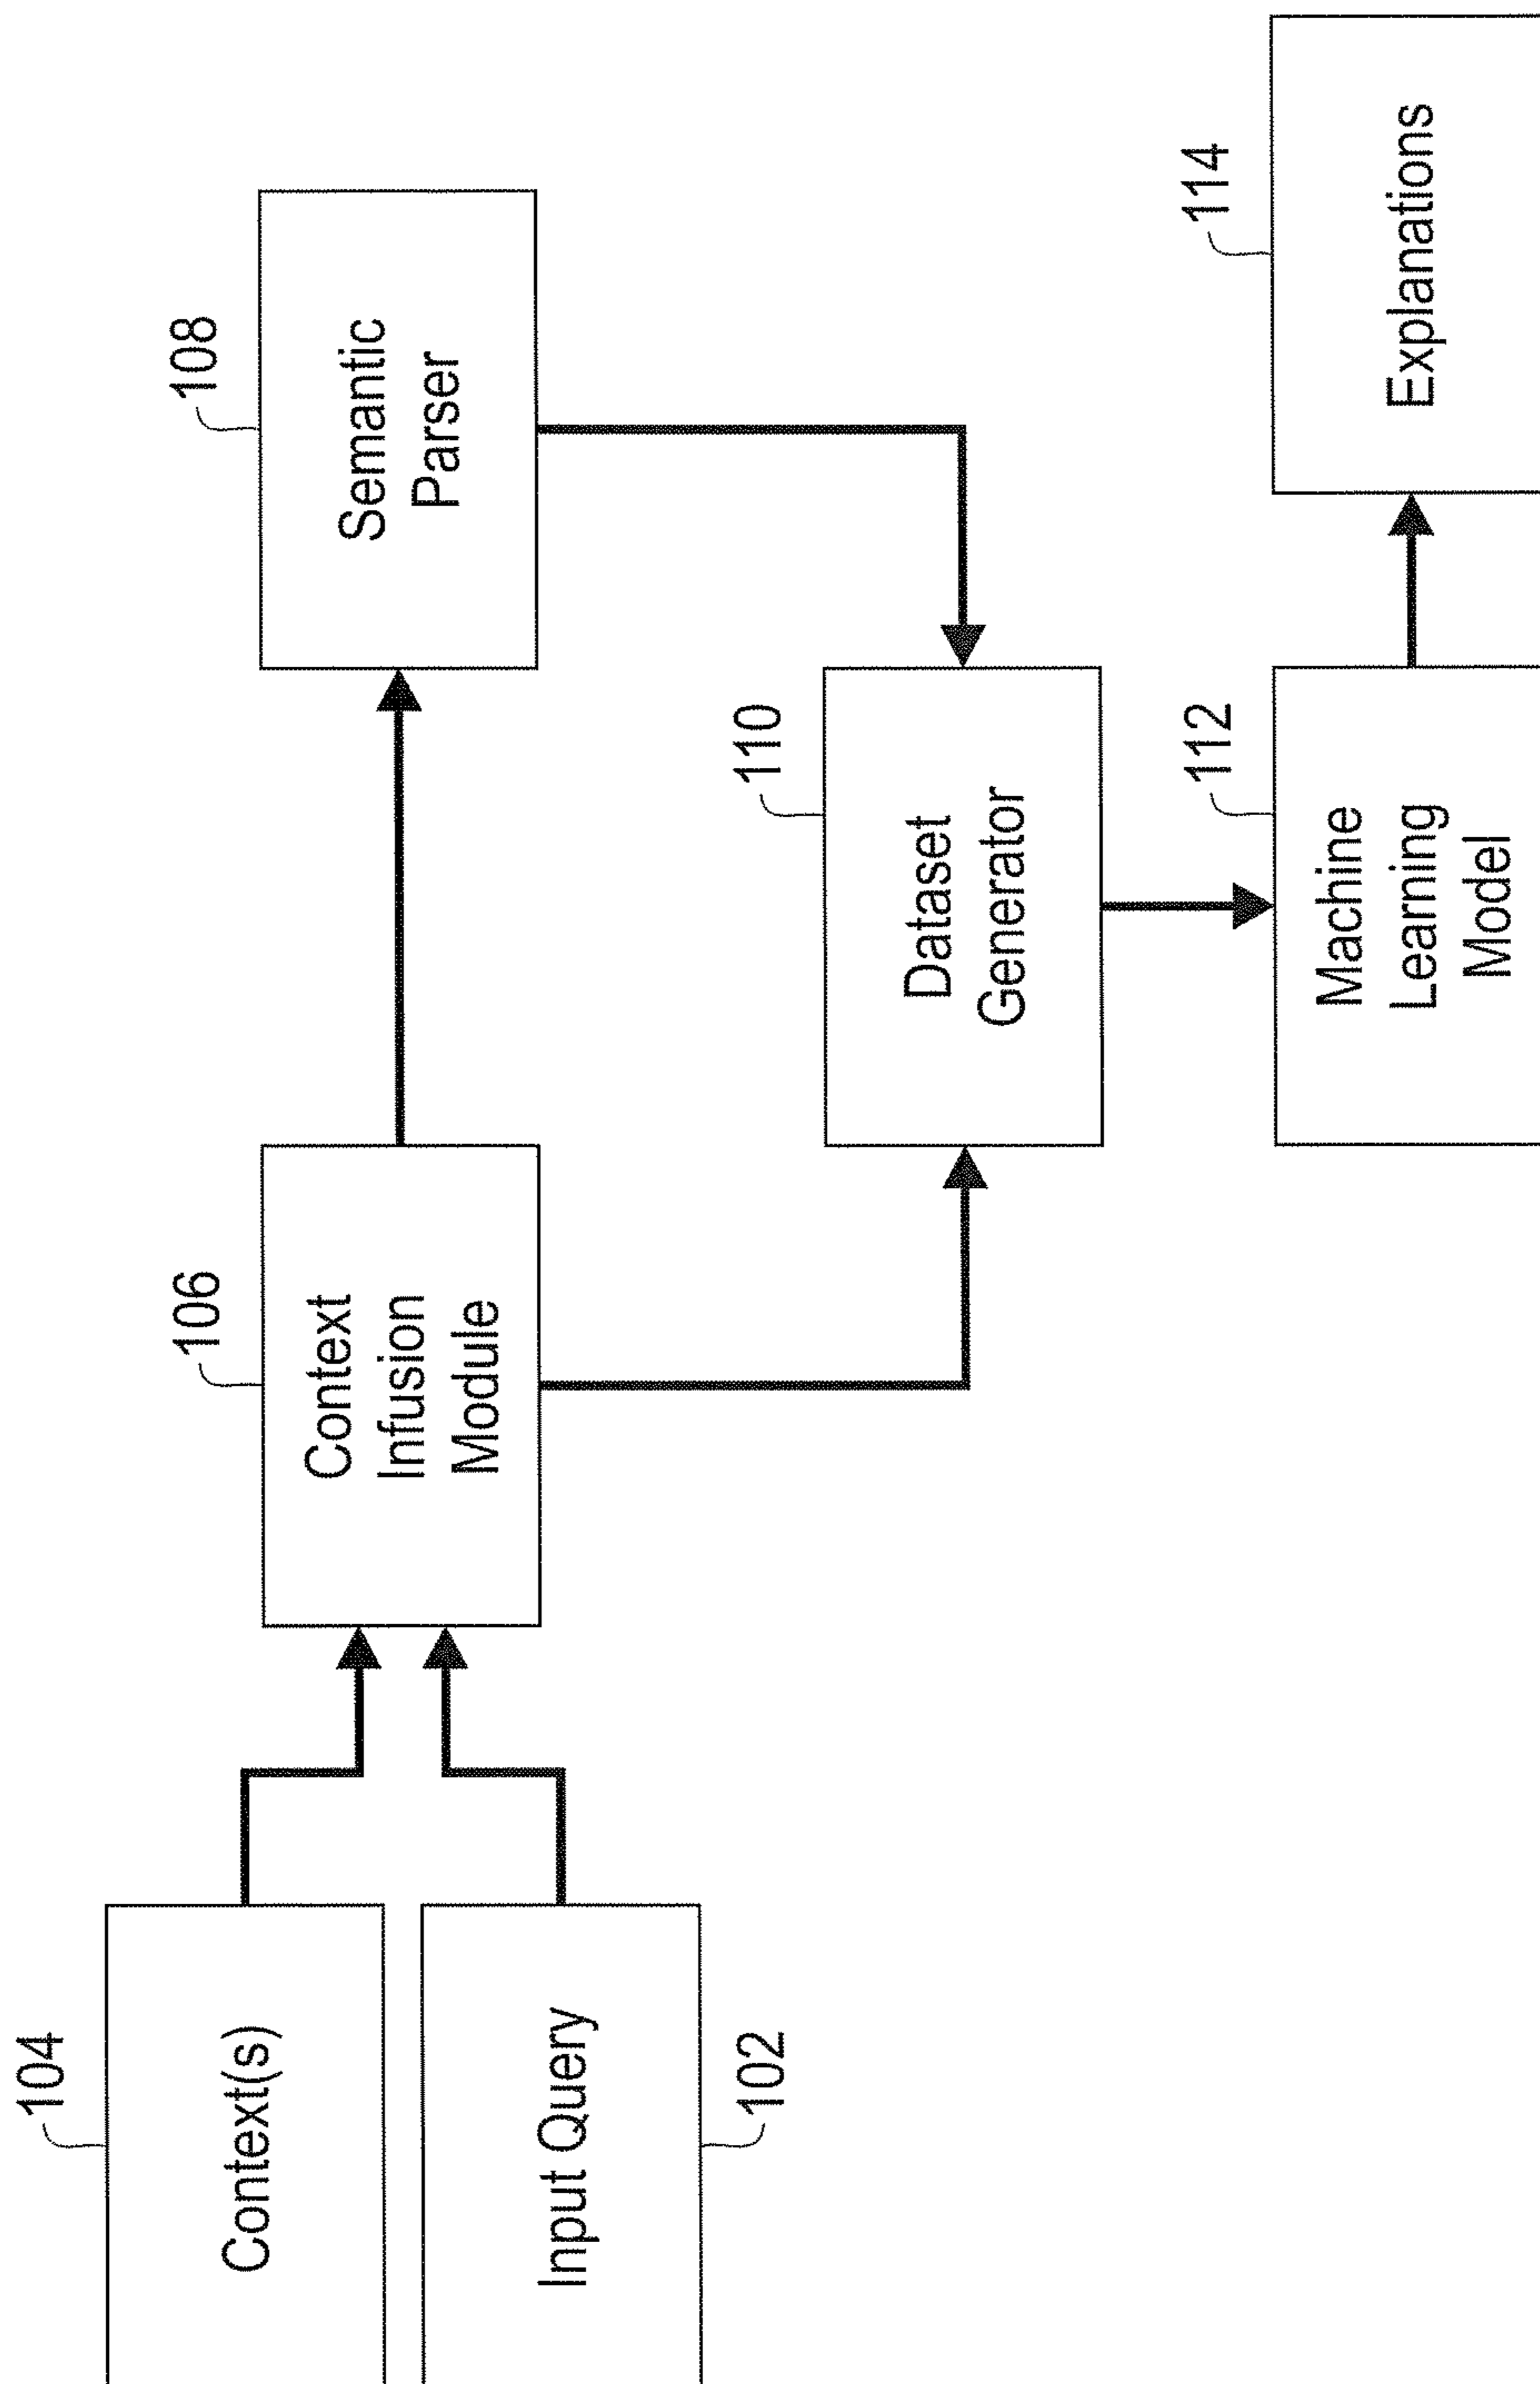 104
Context(s)
Input Query
102
106
Context
Infusion
Module
108
Semantic
Parser
110
Dataset
Generator
112
Machine
Learning
Model
114
Explanations